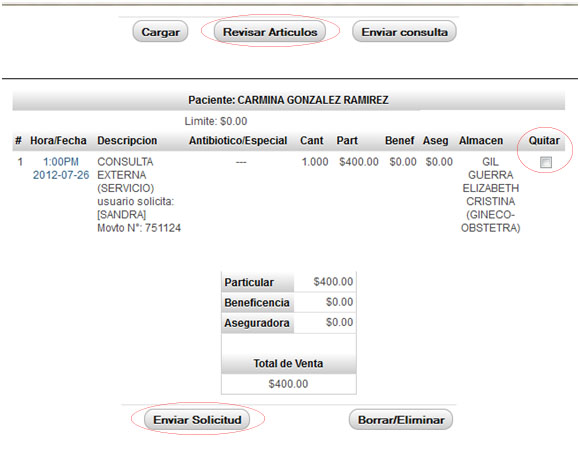 Cargar Revisar Articulos Enviar consulta
Paciente: CARMINA GONZALEZ RAMIREZ
Limite: $0.00
# Hora/Fecha Descripcion Antibiotico/Especial Cant Part Benef Aseg Almacen Quitar
1 1:00PM CONSULTA --- 1.000 $400.00 $0.00 $0.00 GIL
2012-07-26 EXTERNA GUERRA
(SERVICIO) ELIZABETH
usuario solicita: CRISTINA
[SANDRA] (GINECO-
Movto N°: 751124 OBSTETRA)
Particular $400.00
Beneficencia $0.00
Aseguradora $0.00
Total de Venta
$400.00
Enviar Solicitud Borrar/Eliminar